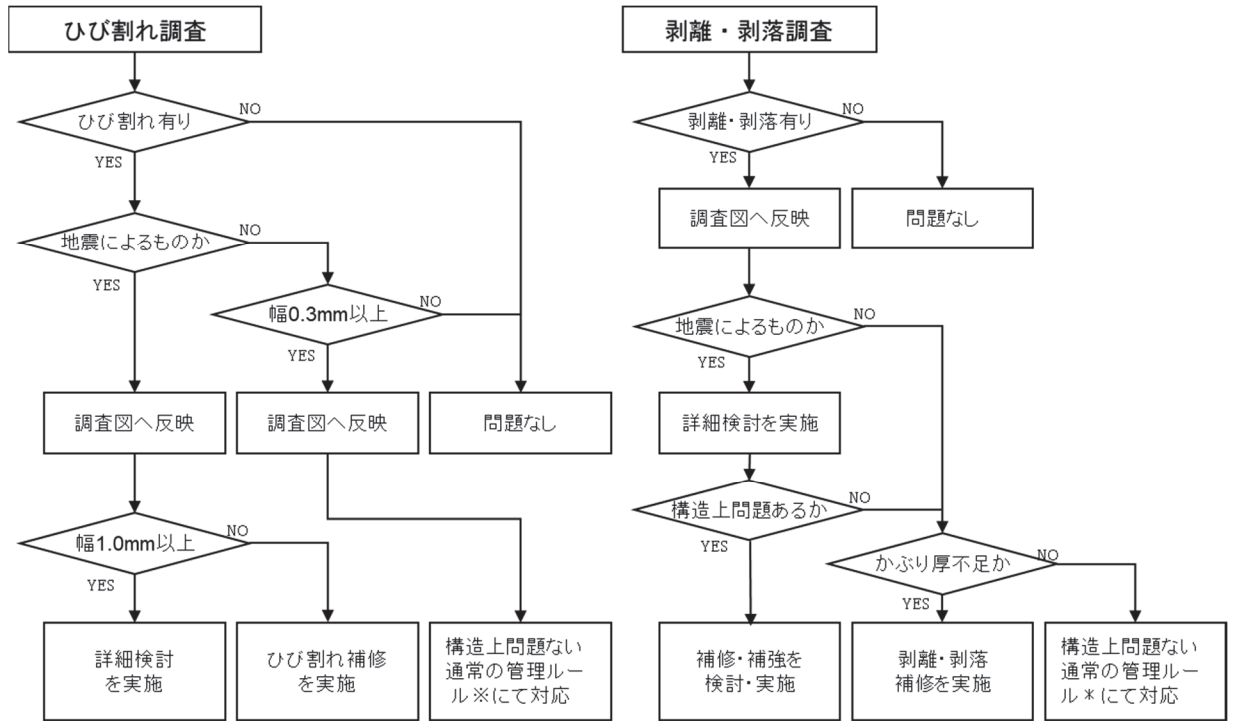 ひび割れ調査
ひび割れ有り
NO
YES
地震によるものか
NO
YES
幅0.3mm以上
NO
YES
調査図へ反映
調査図へ反映
問題なし
幅1.0mm以上
NO
YES
詳細検討
を実施
ひび割れ補修
を実施
構造上問題ない
通常の管理ルー
ル※にて対応
剥離・剥落調査
剥離・剥落有り
NO
YES
調査図へ反映
問題なし
地震によるものか
NO
YES
詳細検討を実施
構造上問題あるか
NO
YES
かぶり厚不足か
NO
YES
補修・補強を
検討・実施
剥離・剥落
補修を実施
構造上問題ない
通常の管理ルー
ル＊にて対応